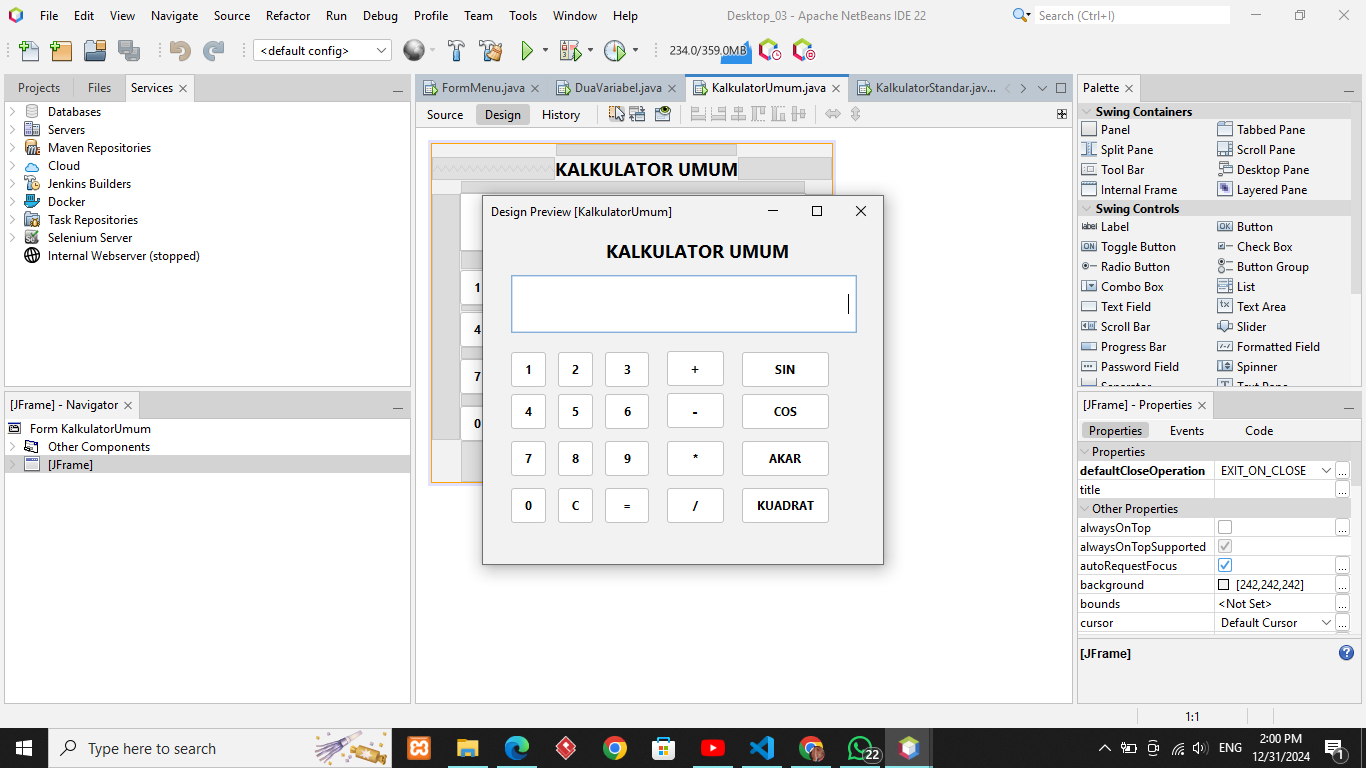 File Edit View Navigate Source Refactor Run Debug Profile Team Tools Window Help
Desktop_03 - Apache NetBeans IDE 22
Search (Ctrl+I)
<default config>
234.0/359.0MB
Projects Files Services
Databases
Servers
Maven Repositories
Cloud
Jenkins Builders
Docker
Task Repositories
Selenium Server
Internal Webserver (stopped)
[JFrame] - Navigator
Form KalkulatorUmum
Other Components
[JFrame]
FormMenu.java DuaVariabel.java KalkulatorUmum.java KalkulatorStandar.jav...
Source Design History
KALKULATOR UMUM
1
4
7
0
Design Preview [KalkulatorUmum]
KALKULATOR UMUM
1 2 3 + SIN
4 5 6 - COS
7 8 9 * AKAR
0 C = / KUADRAT
Palette
Swing Containers
Panel Tabbed Pane
Split Pane Scroll Pane
Tool Bar Desktop Pane
Internal Frame Layered Pane
Swing Controls
Label Button
Toggle Button Check Box
Radio Button Button Group
Combo Box List
Text Field Text Area
Scroll Bar Slider
Progress Bar Formatted Field
Password Field Spinner
[JFrame] - Properties
Properties Events Code
Properties
defaultCloseOperation EXIT_ON_CLOSE ...
title ...
Other Properties
alwaysOnTop ...
alwaysOnTopSupported
autoRequestFocus ...
background [242,242,242] ...
bounds <Not Set> ...
cursor Default Cursor ...
[JFrame]
1:1
Type here to search
22
ENG
2:00 PM
12/31/2024
1